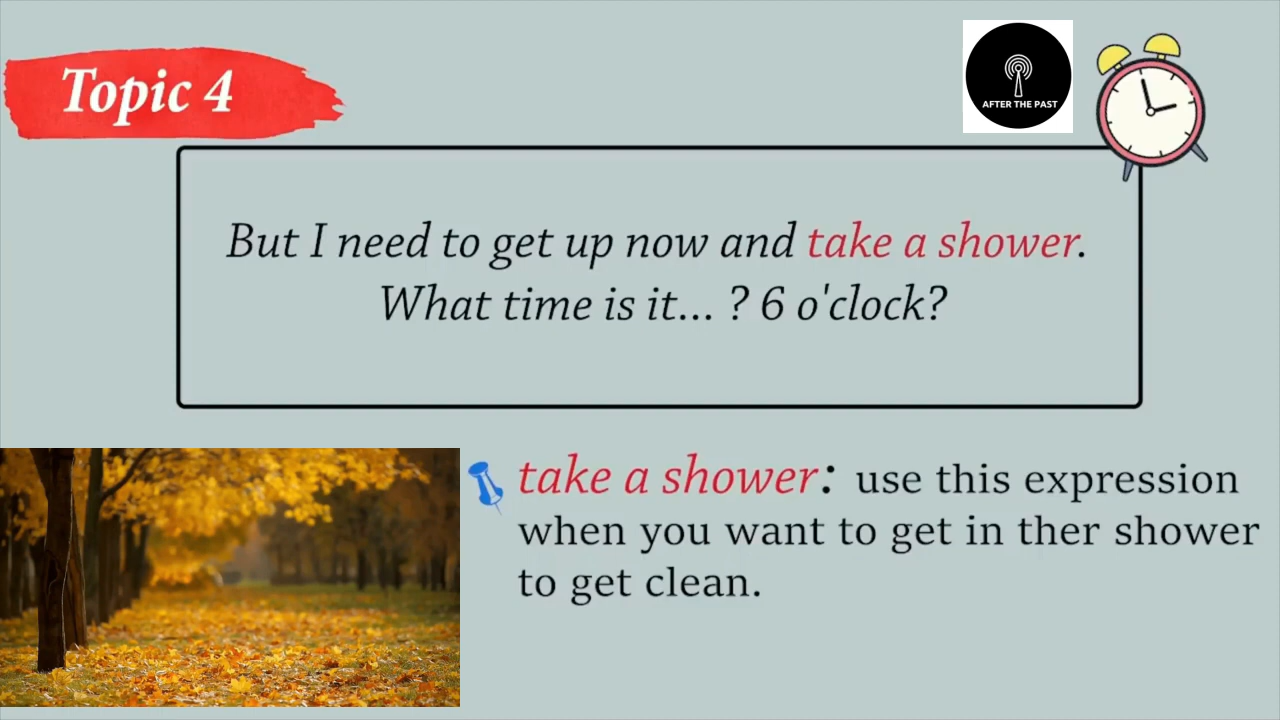 Topic 4
AFTER THE PAST
But I need to get up now and take a shower.
What time is it... ? 6 o'clock?
take a shower: use this expression
when you want to get in ther shower
to get clean.